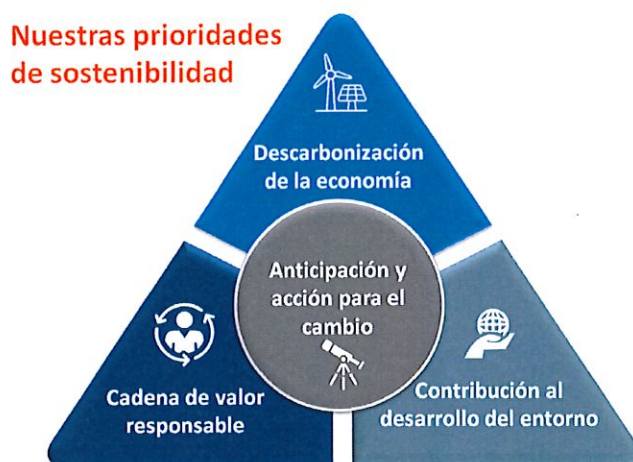 Nuestras prioridades
de sostenibilidad
Descarbonización
de la economía
Anticipación y
acción para el
cambio
Cadena de valor
responsable
Contribución al
desarrollo del entorno